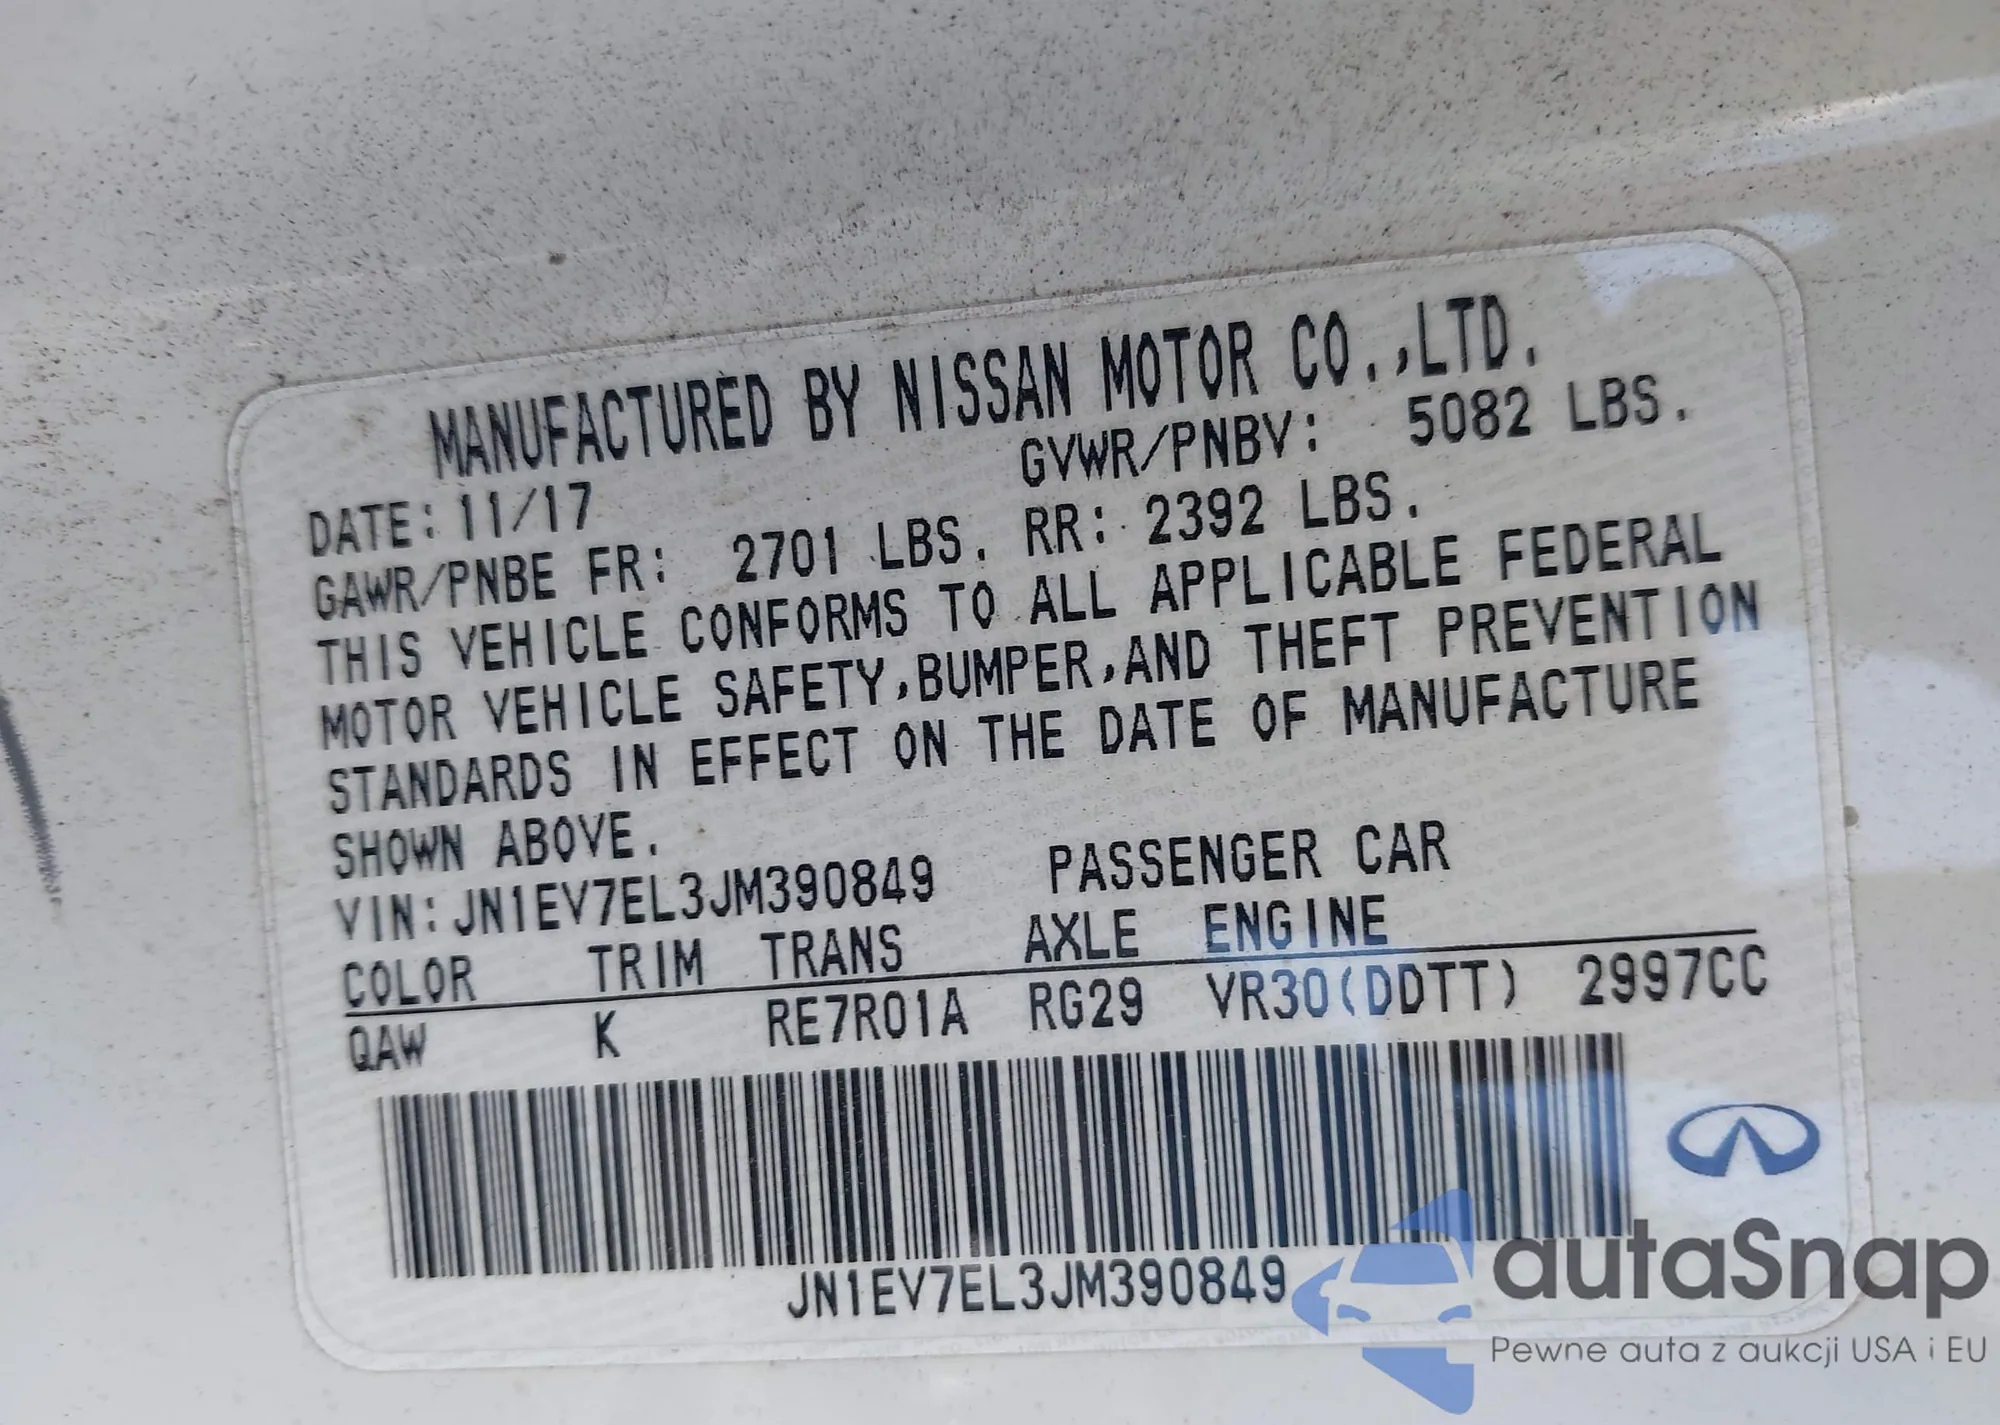 MANUFACTURED BY NISSAN MOTOR CO.,LTD.
DATE: 11/17 GVWR/PNBV: 5082 LBS.
GAWR/PNBE FR: 2701 LBS. RR: 2392 LBS.
THIS VEHICLE CONFORMS TO ALL APPLICABLE FEDERAL
MOTOR VEHICLE SAFETY,BUMPER,AND THEFT PREVENTION
STANDARDS IN EFFECT ON THE DATE OF MANUFACTURE
SHOWN ABOVE.
VIN:JN1EV7EL3JM390849 PASSENGER CAR
COLOR TRIM TRANS AXLE ENGINE
QAW K RE7R01A RG29 VR30(DDTT) 2997CC
JN1EV7EL3JM390849
autaSnap
Pewne auta z aukcji USA i EU